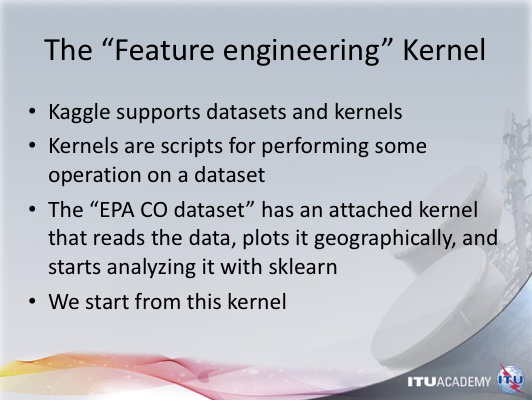 The “Feature engineering” Kernel
• Kaggle supports datasets and kernels
• Kernels are scripts for performing some
operation on a dataset
• The “EPA CO dataset” has an attached kernel
that reads the data, plots it geographically, and
starts analyzing it with sklearn
• We start from this kernel
ITUACADEMY ITU